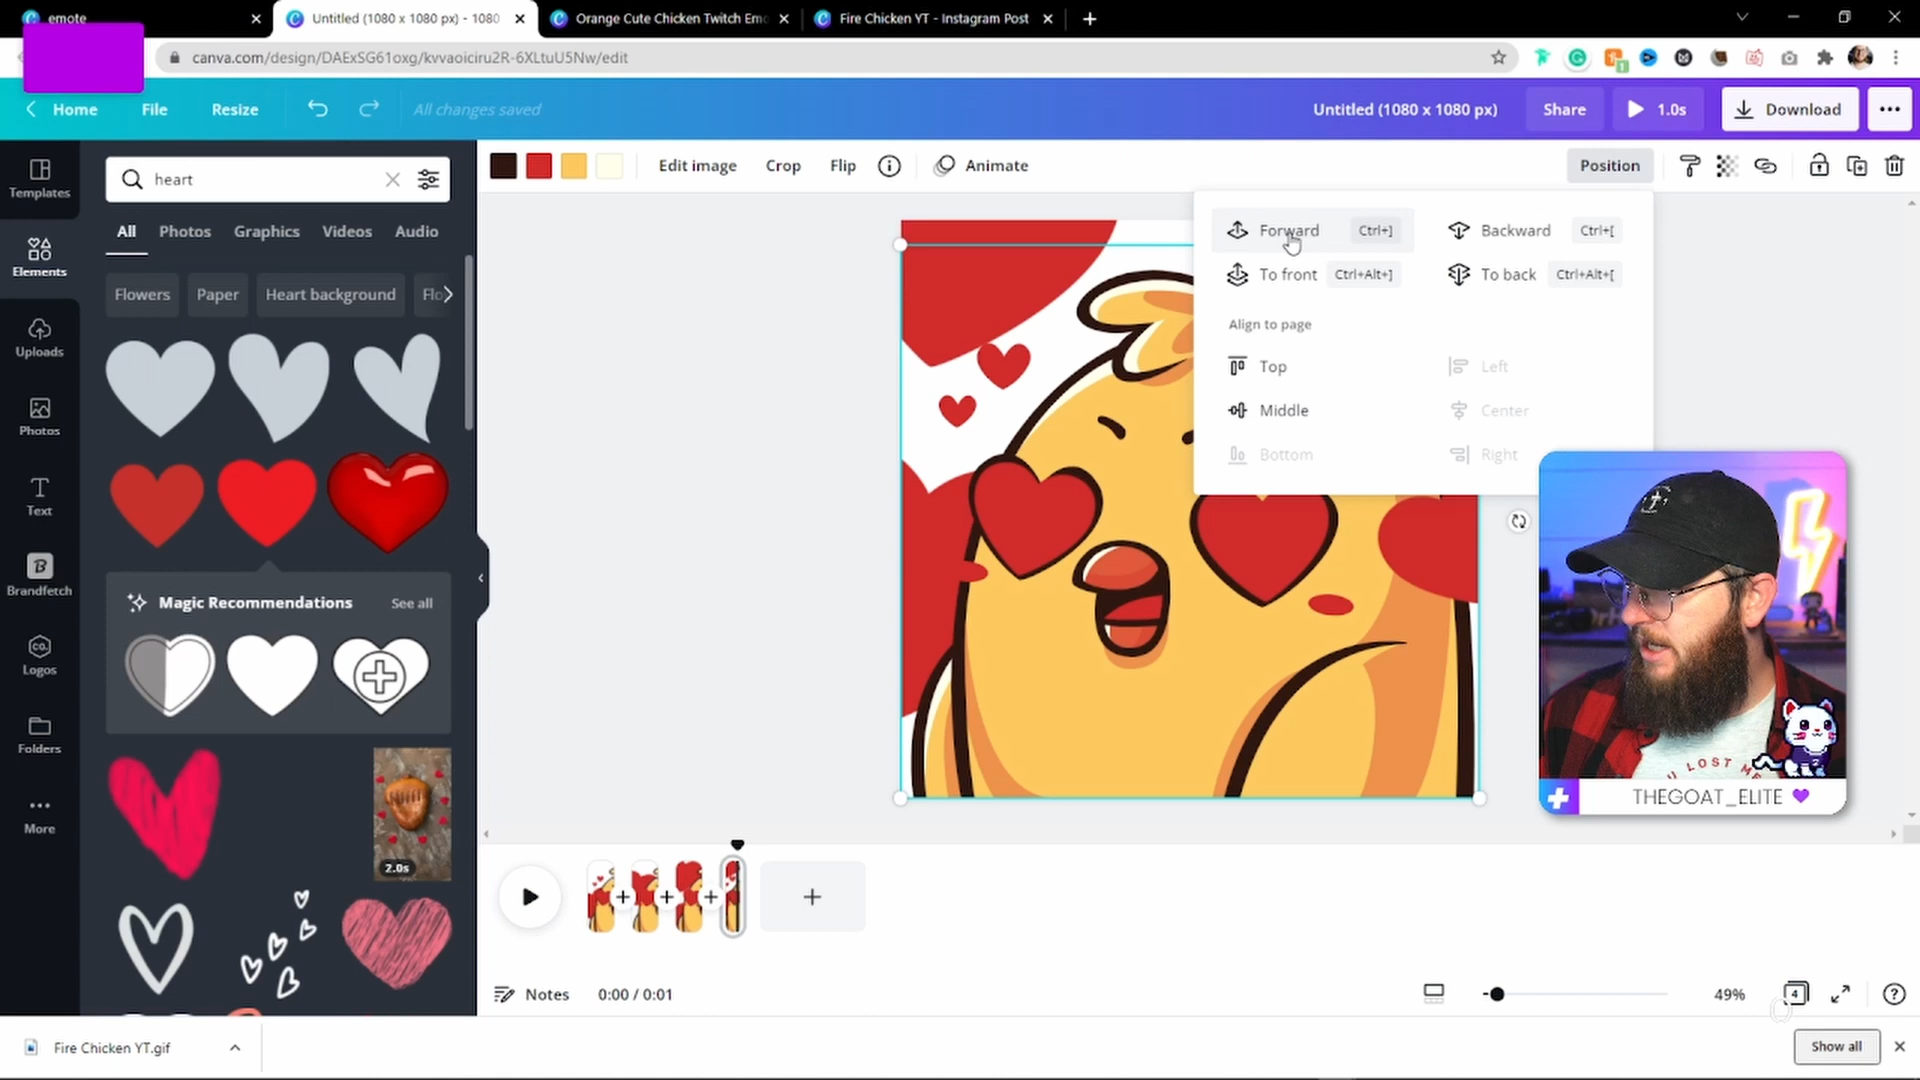 emote
Untitled (1080 x 1080 px) - 1080
Orange Cute Chicken Twitch Emo
Fire Chicken YT - Instagram Post
canva.com/design/DAExSG61oxg/kvvaoiciru2R-6XLtuU5Nw/edit
Home
File
Resize
All changes saved
Untitled (1080 x 1080 px)
Share
1.0s
Download
Templates
Elements
Uploads
Photos
Text
Brandfetch
Logos
Folders
More
heart
All
Photos
Graphics
Videos
Audio
Flowers
Paper
Heart background
Flo
Magic Recommendations
See all
2.0s
Edit image
Crop
Flip
Animate
Position
Forward
Ctrl+]
Backward
Ctrl+[
To front
Ctrl+Alt+]
To back
Ctrl+Alt+[
Align to page
Top
Left
Middle
Center
Bottom
Right
U LOST ME
THEGOAT_ELITE
Notes
0:00 / 0:01
49%
4
Fire Chicken YT.gif
Show all